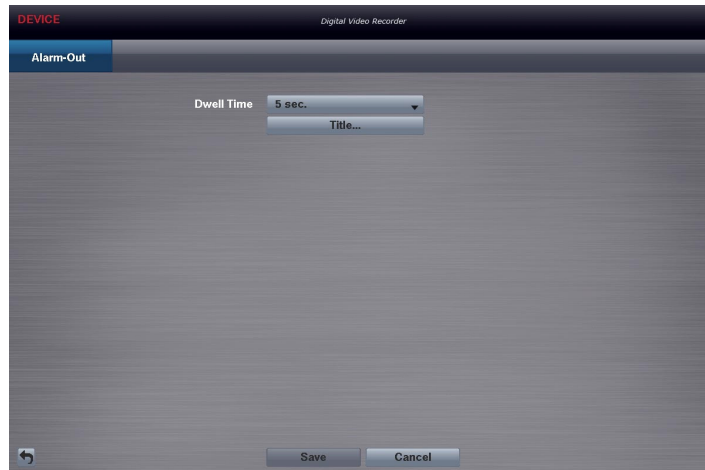 DEVICE
Digital Video Recorder
Alarm-Out
Dwell Time 5 sec.
Title...
Save Cancel